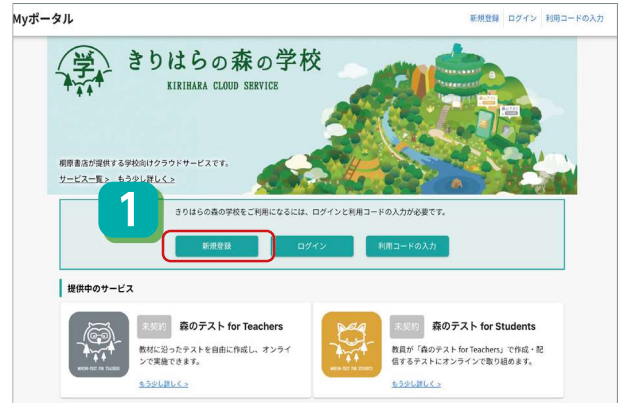 Myポータル
新規登録 ログイン 利用コードの入力
学
きりはらの森の学校
KIRIHARA CLOUD SERVICE
桐原書店が提供する学校向けクラウドサービスです。
サービス一覧 > もう少し詳しく >
1
きりはらの森の学校をご利用になるには、ログインと利用コードの入力が必要です。
新規登録 ログイン 利用コードの入力
提供中のサービス
未契約 森のテスト for Teachers
教材に沿ったテストを自由に作成し、オンライ
ンで実施できます。
もう少し詳しく >
MORINO-TEST FOR TEACHERS
未契約 森のテスト for Students
教員が「森のテスト for Teachers」で作成・配
信するテストにオンラインで取り組めます。
もう少し詳しく >
MORINO-TEST FOR STUDENTS